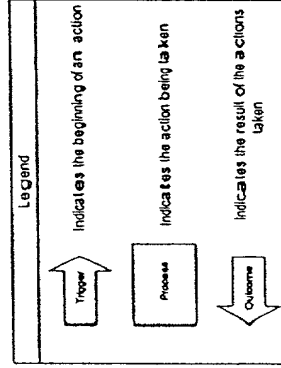 Legend
Trigger
Indicates the beginning of an action
Process
Indicates the action being taken
Outcome
Indicates the result of the actions
taken